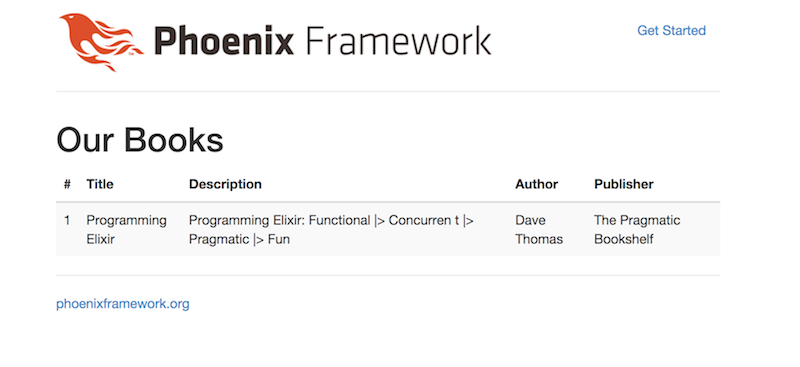 Phoenix Framework
Get Started
Our Books
# Title Description Author Publisher
1 Programming Elixir Programming Elixir: Functional |> Concurren t |> Pragmatic |> Fun Dave Thomas The Pragmatic Bookshelf
phoenixframework.org